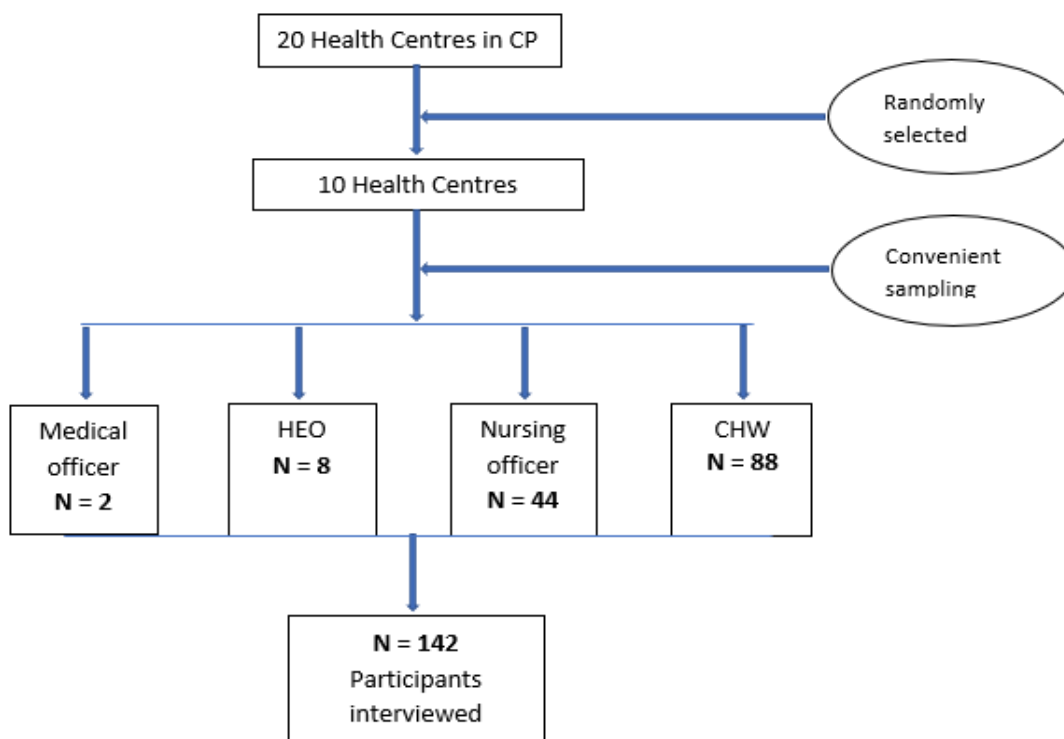 20 Health Centres in CP
Randomly
selected
10 Health Centres
Convenient
sampling
Medical
officer
N = 2
HEO
N = 8
Nursing
officer
N = 44
CHW
N = 88
N = 142
Participants
interviewed